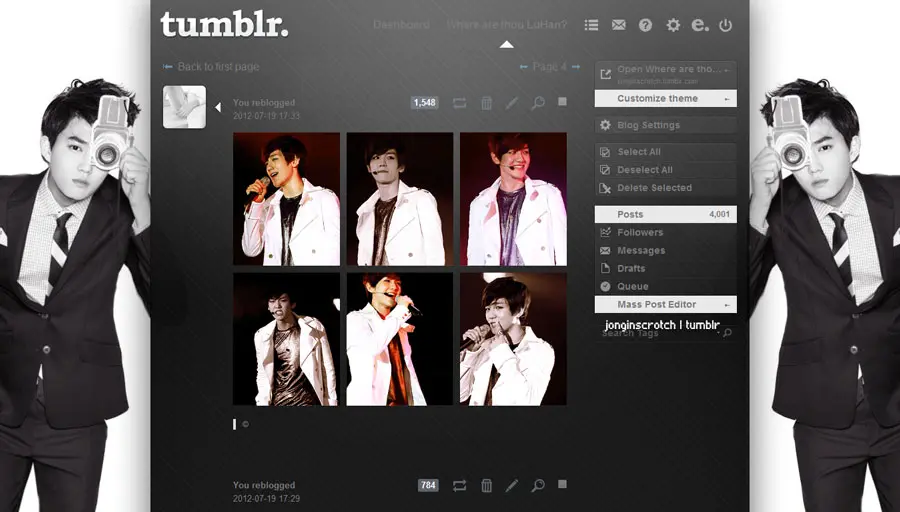 tumblr.
Dashboard
Where are thou LuHan?
Back to first page
Page 4
You reblogged
2012-07-19 17:33
1,548
©
You reblogged
2012-07-19 17:29
784
Open Where are tho...
Customize theme
Blog Settings
Select All
Deselect All
Delete Selected
Posts 4,001
Followers
Messages
Drafts
Queue
Mass Post Editor
jonginscrotch | tumblr
Search Tags